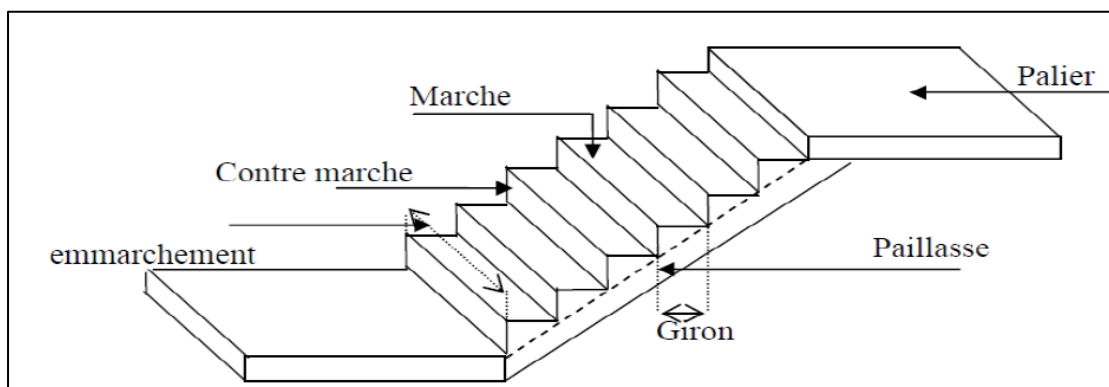 Palier
Marche
Contre marche
emmarchement
Paillasse
Giron